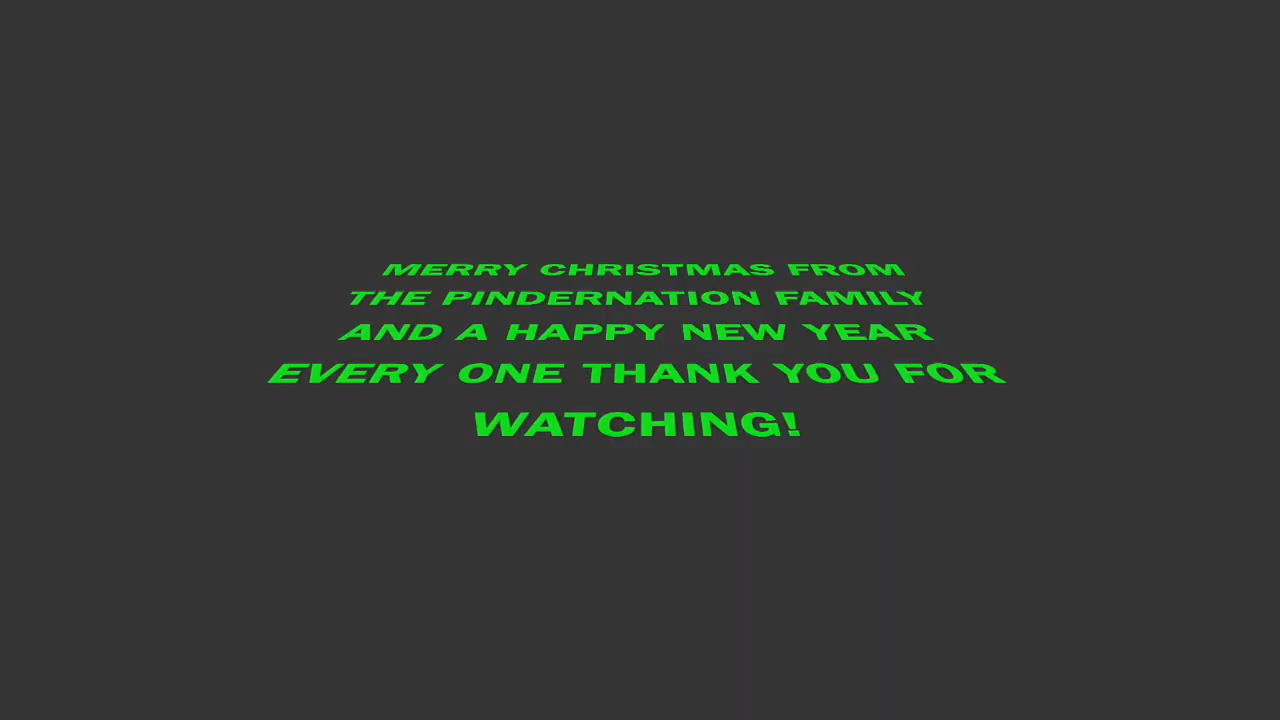 MERRY CHRISTMAS FROM
THE PINDERNATION FAMILY
AND A HAPPY NEW YEAR
EVERY ONE THANK YOU FOR
WATCHING!